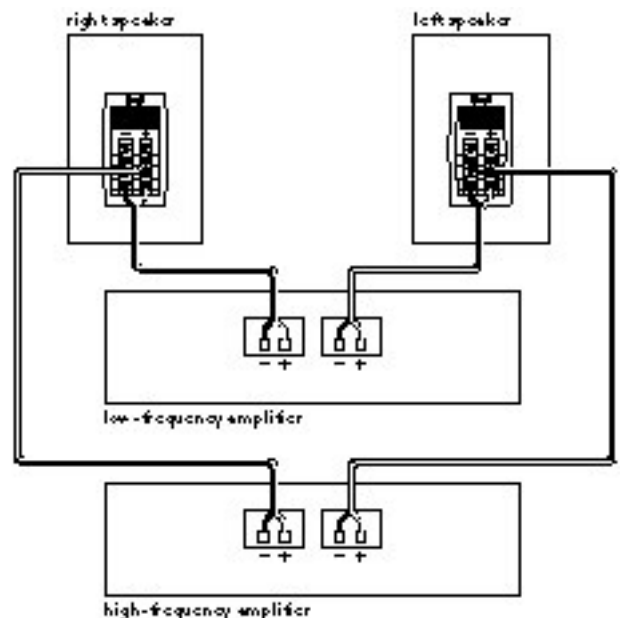 right speaker
left speaker
- +
- +
- + - +
low-frequency amplifier
- + - +
high-frequency amplifier